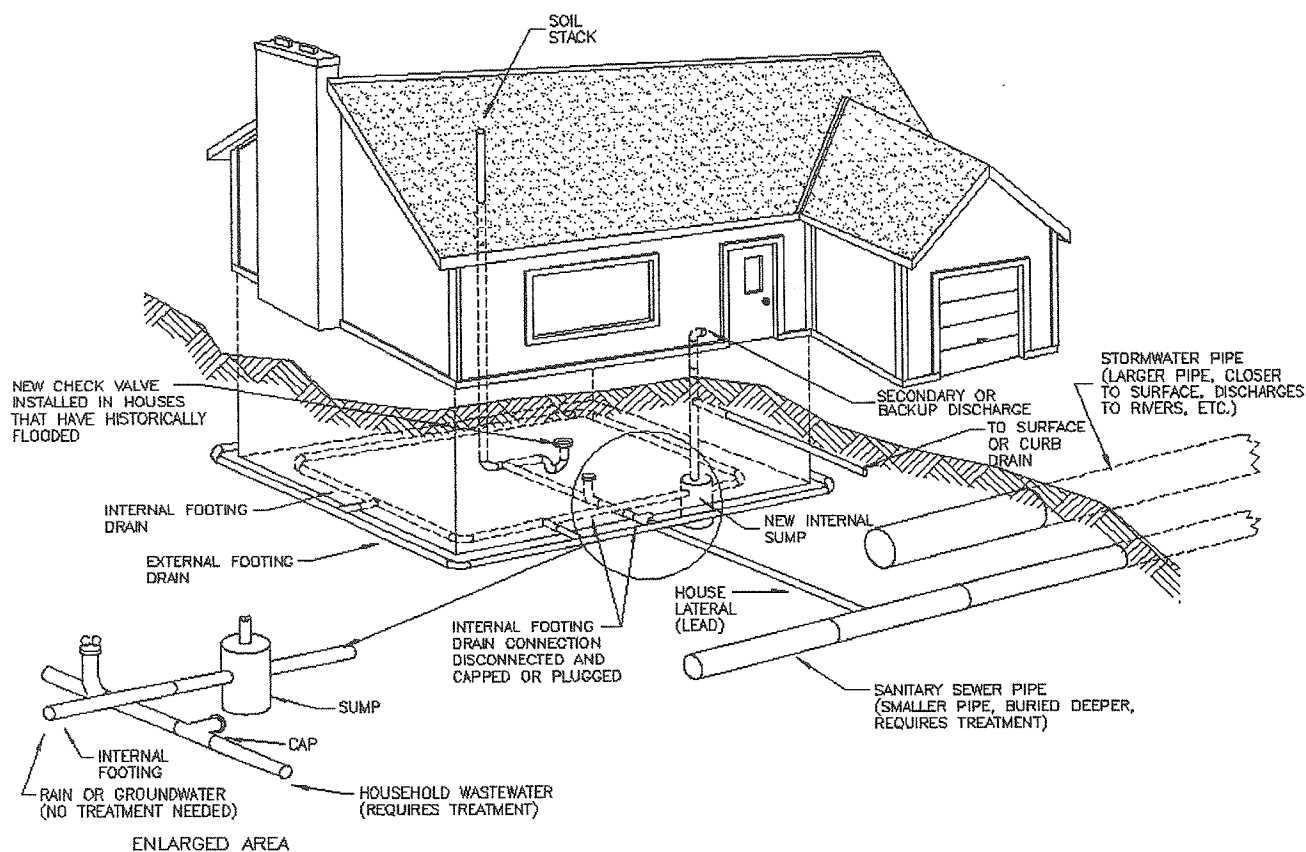 SOIL
STACK
NEW CHECK VALVE
INSTALLED IN HOUSES
THAT HAVE HISTORICALLY
FLOODED
STORMWATER PIPE
(LARGER PIPE, CLOSER
TO SURFACE, DISCHARGES
TO RIVERS, ETC.)
SECONDARY OR
BACKUP DISCHARGE
TO SURFACE
OR CURB
DRAIN
INTERNAL FOOTING
DRAIN
NEW INTERNAL
SUMP
EXTERNAL FOOTING
DRAIN
HOUSE
LATERAL
(LEAD)
INTERNAL FOOTING
DRAIN CONNECTION
DISCONNECTED AND
CAPPED OR PLUGGED
SANITARY SEWER PIPE
(SMALLER PIPE, BURIED DEEPER,
REQUIRES TREATMENT)
SUMP
CAP
INTERNAL
FOOTING
RAIN OR GROUNDWATER
(NO TREATMENT NEEDED)
HOUSEHOLD WASTEWATER
(REQUIRES TREATMENT)
ENLARGED AREA